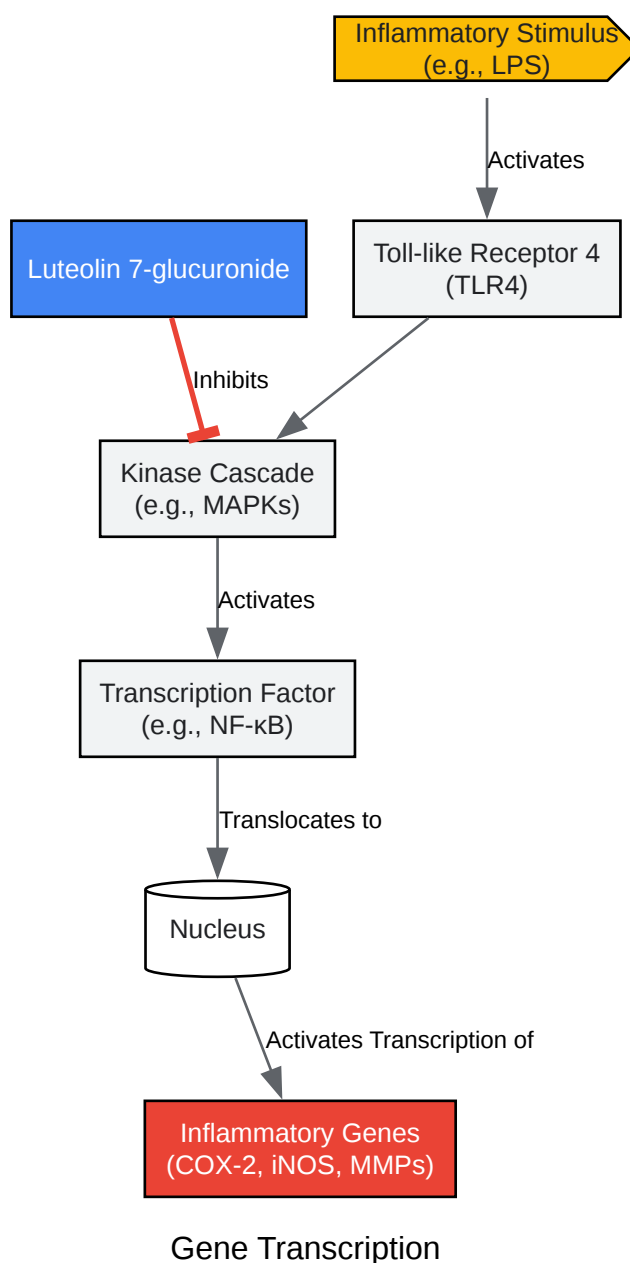 Inflammatory Stimulus
(e.g., LPS)
Activates
Luteolin 7-glucuronide
Toll-like Receptor 4
(TLR4)
Inhibits
Kinase Cascade
(e.g., MAPKs)
Activates
Transcription Factor
(e.g., NF-κB)
Translocates to
Nucleus
Activates Transcription of
Inflammatory Genes
(COX-2, iNOS, MMPs)
Gene Transcription